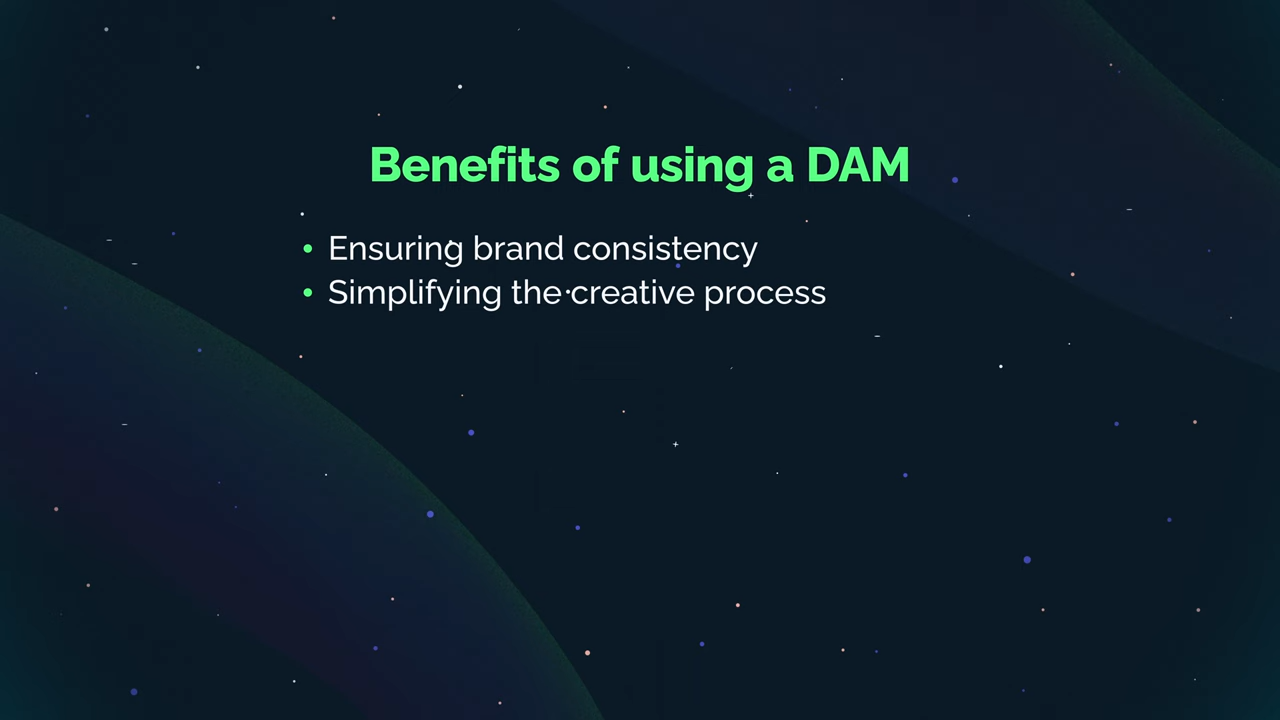 Benefits of using a DAM
• Ensuring brand consistency
• Simplifying the creative process